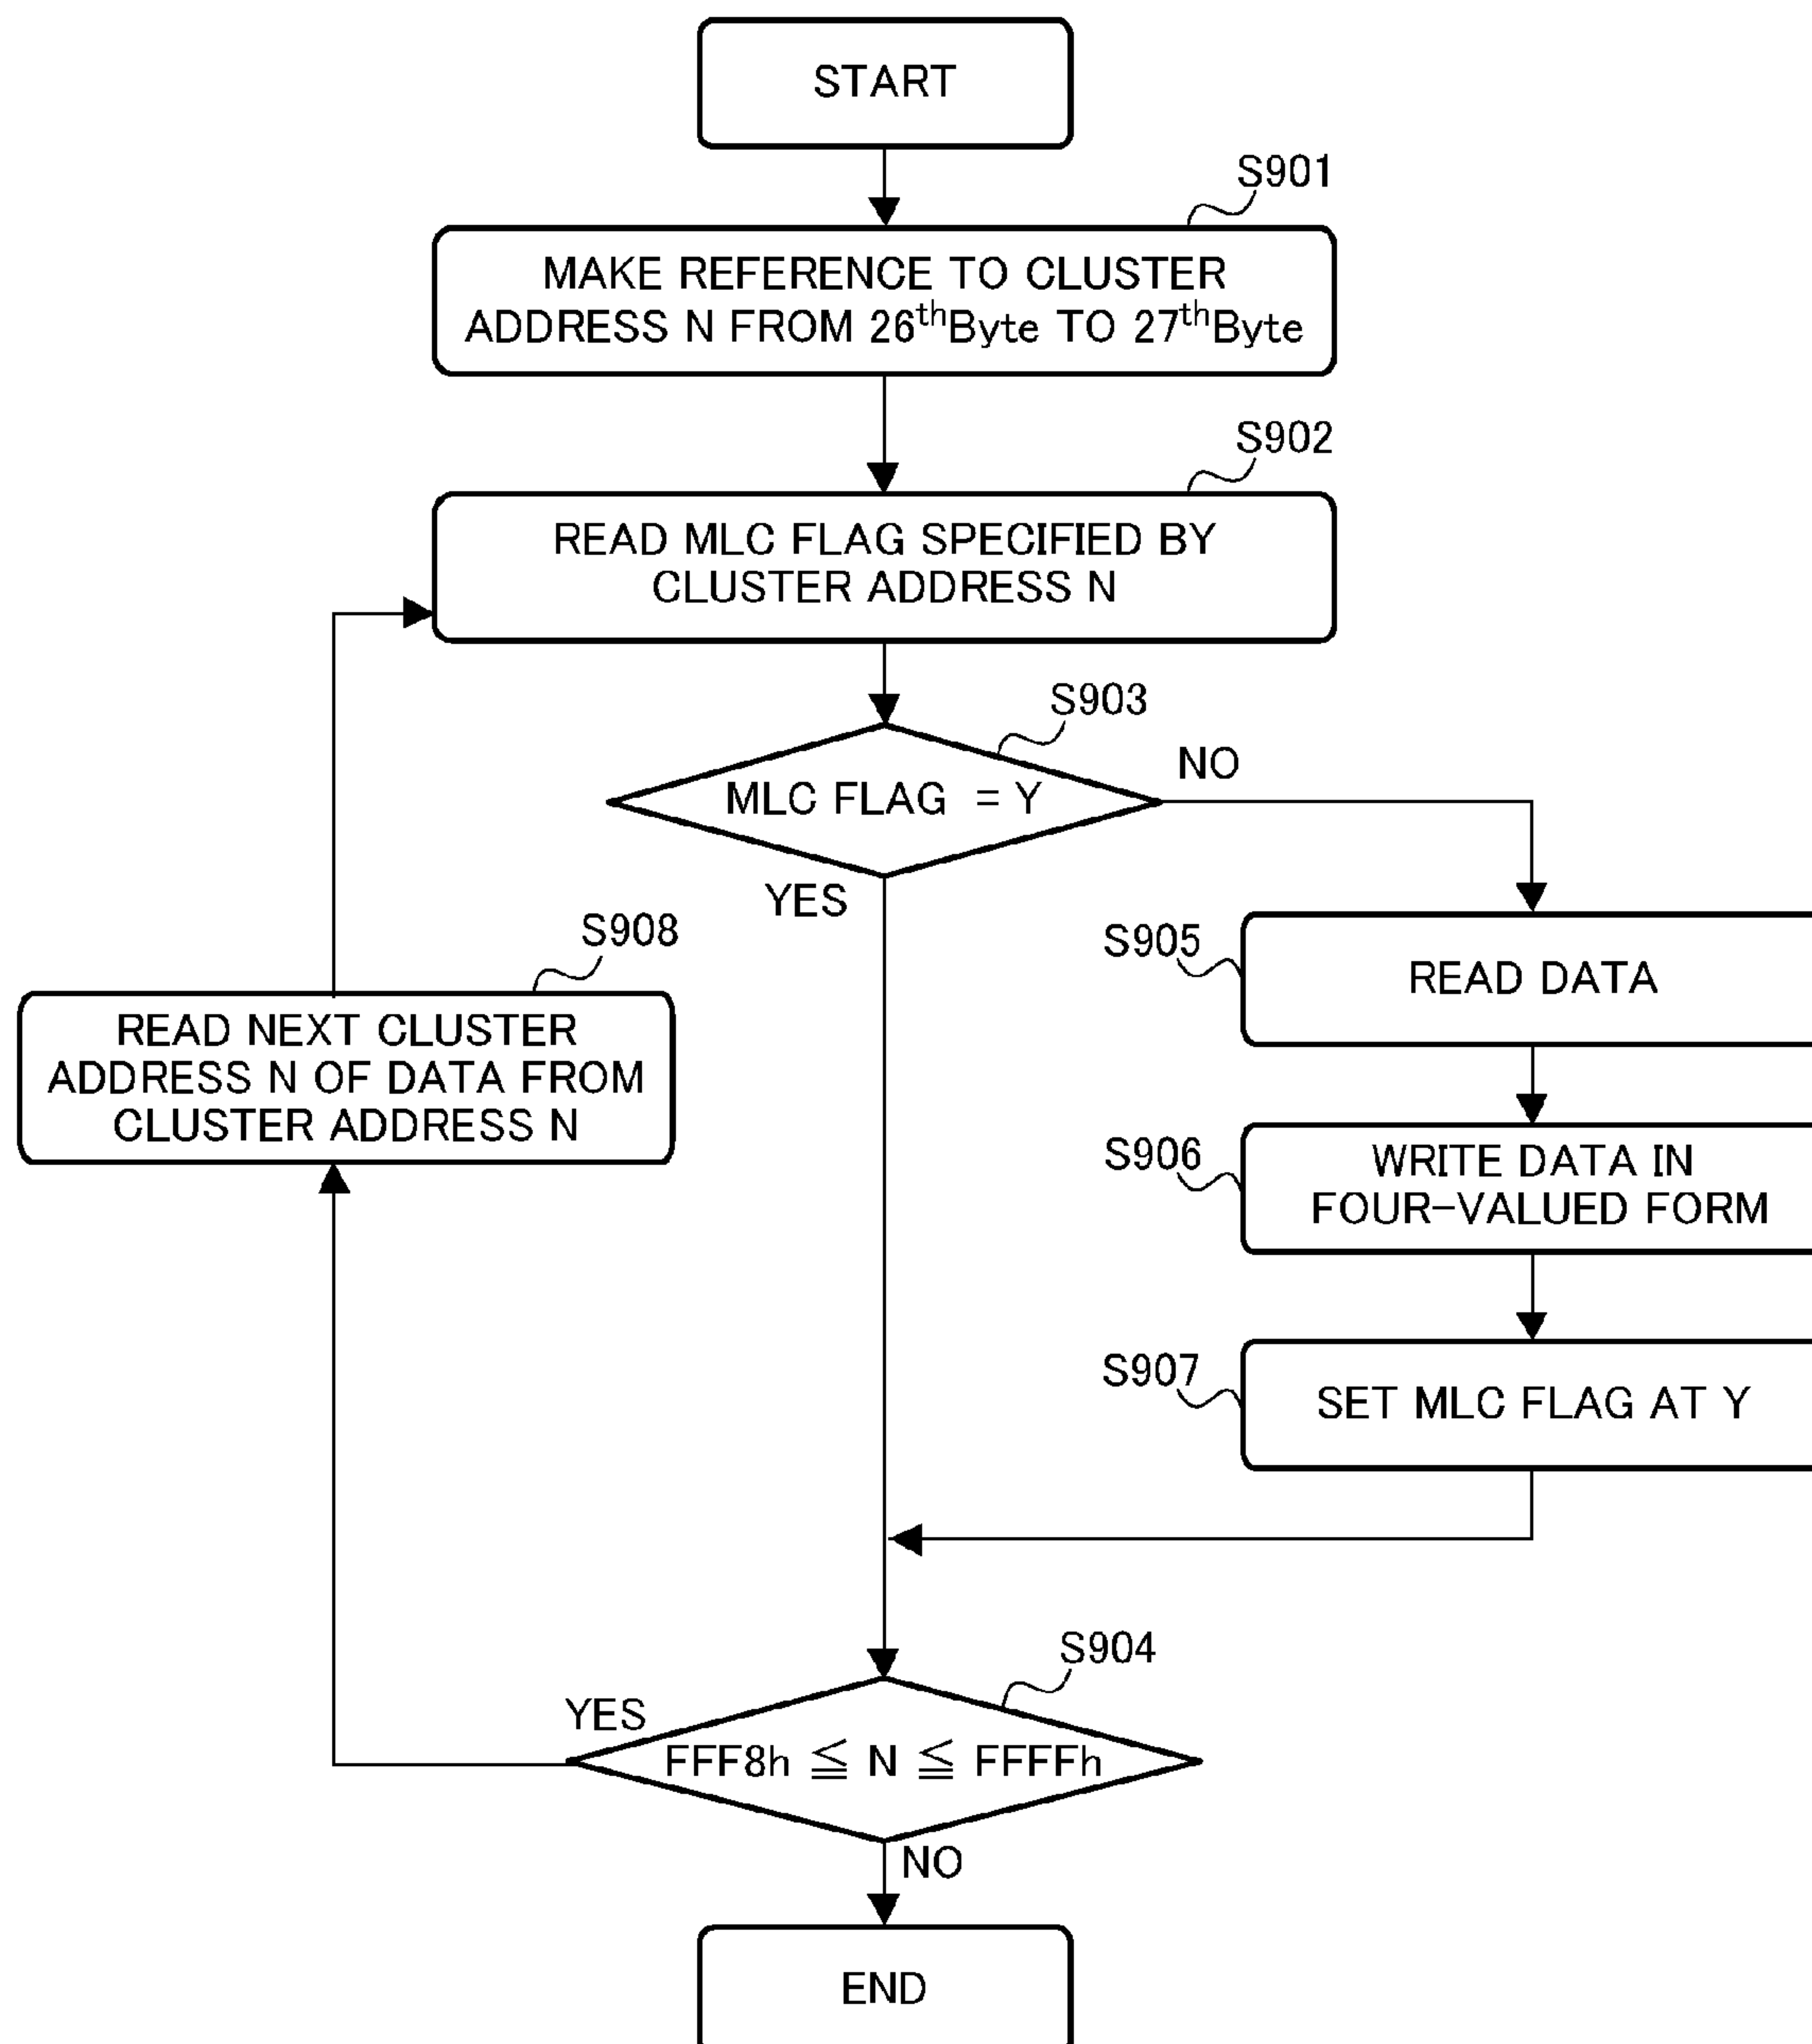 START
S901
MAKE REFERENCE TO CLUSTER
ADDRESS N FROM 26thByte TO 27thByte
S902
READ MLC FLAG SPECIFIED BY
CLUSTER ADDRESS N
S903
MLC FLAG = Y
NO
YES
S905
READ DATA
S908
READ NEXT CLUSTER
ADDRESS N OF DATA FROM
CLUSTER ADDRESS N
S906
WRITE DATA IN
FOUR-VALUED FORM
S907
SET MLC FLAG AT Y
S904
YES
FFF8h ≦ N ≦ FFFFh
NO
END